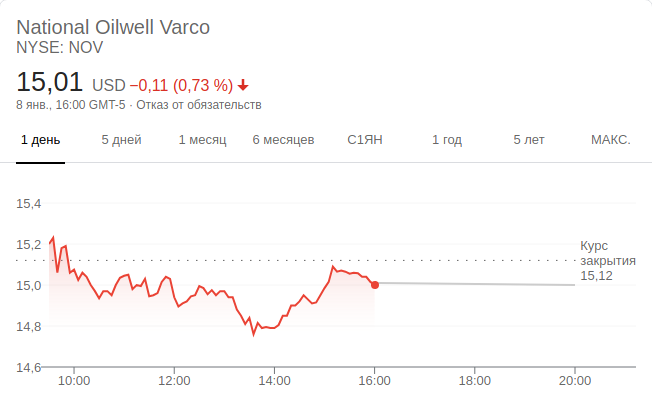 National Oilwell Varco
NYSE: NOV
15,01 USD −0,11 (0,73 %)
8 янв., 16:00 GMT-5 · Отказ от обязательств
1 день 5 дней 1 месяц 6 месяцев С1ЯН 1 год 5 лет МАКС.
15,4
15,2
Курс
закрытия
15,12
15,0
14,8
14,6
10:00 12:00 14:00 16:00 18:00 20:00